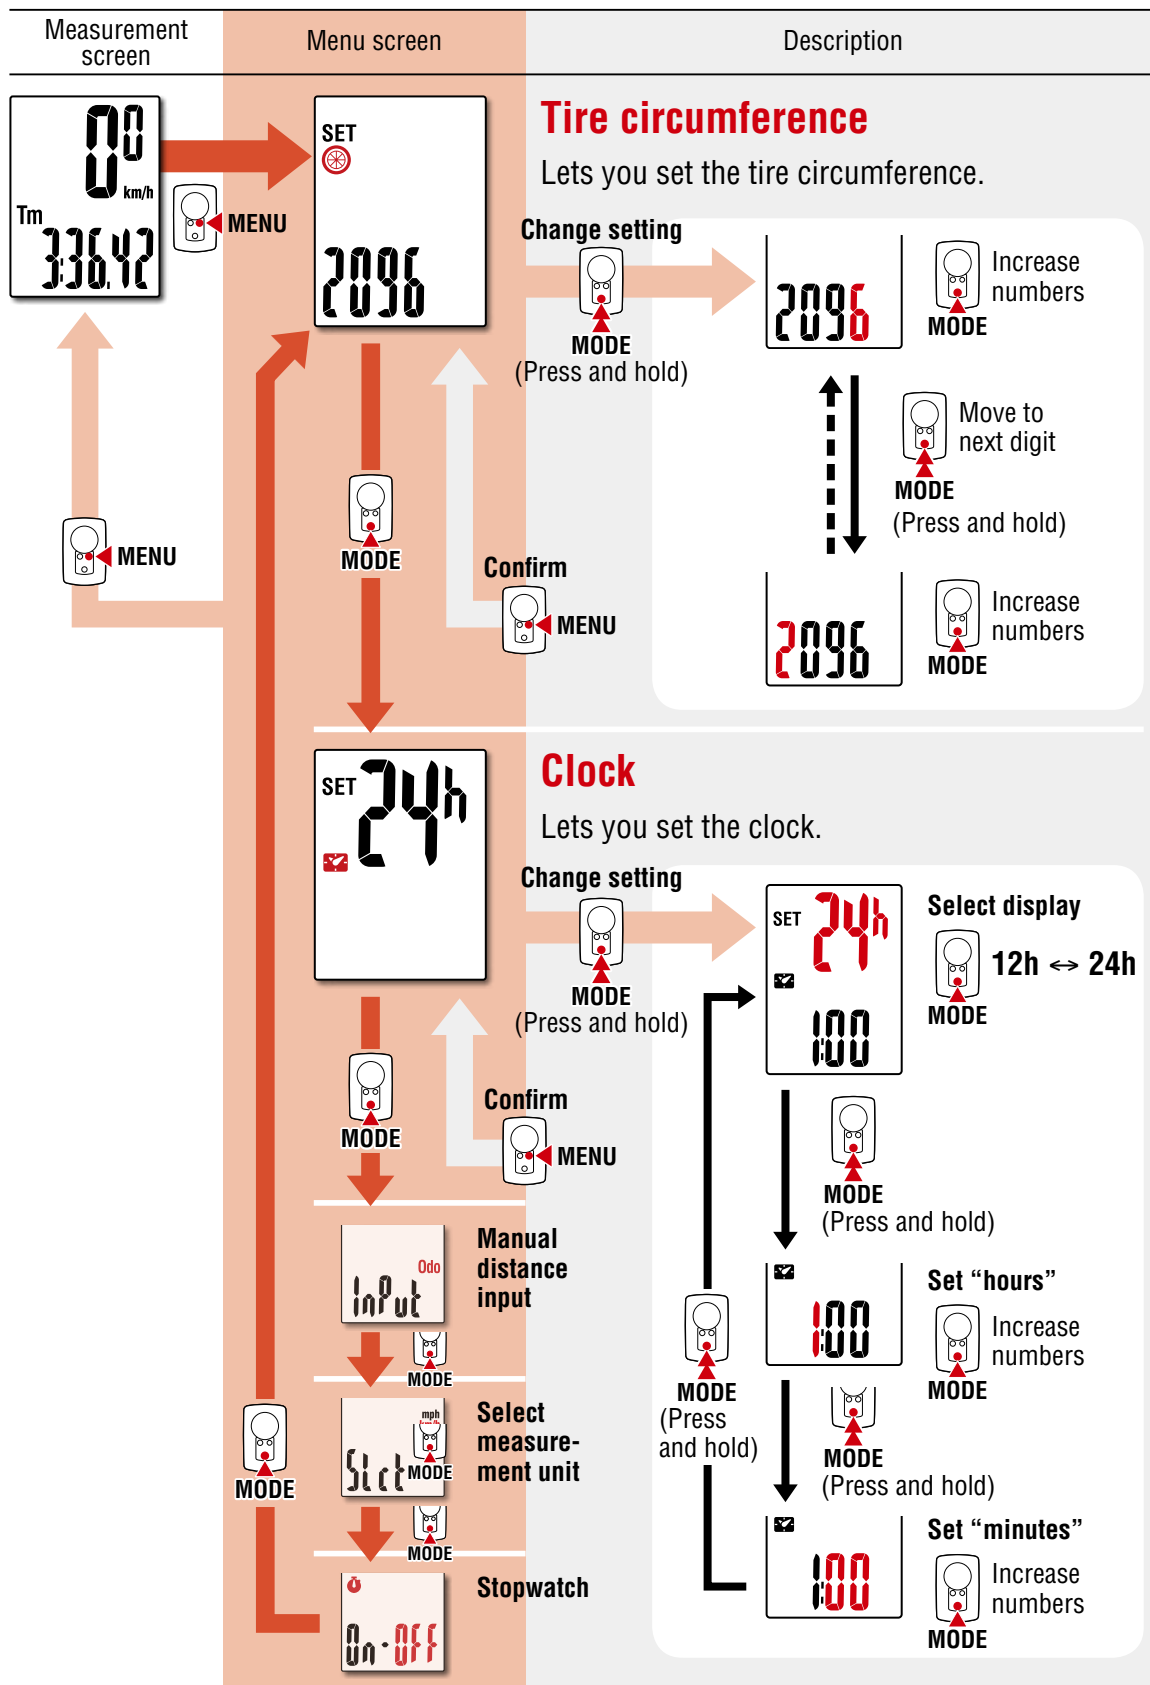 Measurement
screen
Menu screen
Description
0 0
km/h
Tm
3:36.42
MENU
SET
2096
Tire circumference
Lets you set the tire circumference.
Change setting
MODE
(Press and hold)
2096
Increase
numbers
MODE
Move to
next digit
MODE
(Press and hold)
2096
Increase
numbers
MODE
MENU
MODE
Confirm
MENU
SET
24h
Clock
Lets you set the clock.
Change setting
MODE
(Press and hold)
SET
24h
1:00
Select display
12h ↔ 24h
MODE
MODE
(Press and hold)
MODE
Confirm
MENU
Odo
InPut
Manual
distance
input
MODE
1:00
Set “hours”
Increase
numbers
MODE
MODE
(Press
and hold)
MODE
(Press and hold)
mph
Slct
MODE
Select
measure-
ment unit
MODE
MODE
1:00
Set “minutes”
Increase
numbers
MODE
On-OFF
Stopwatch